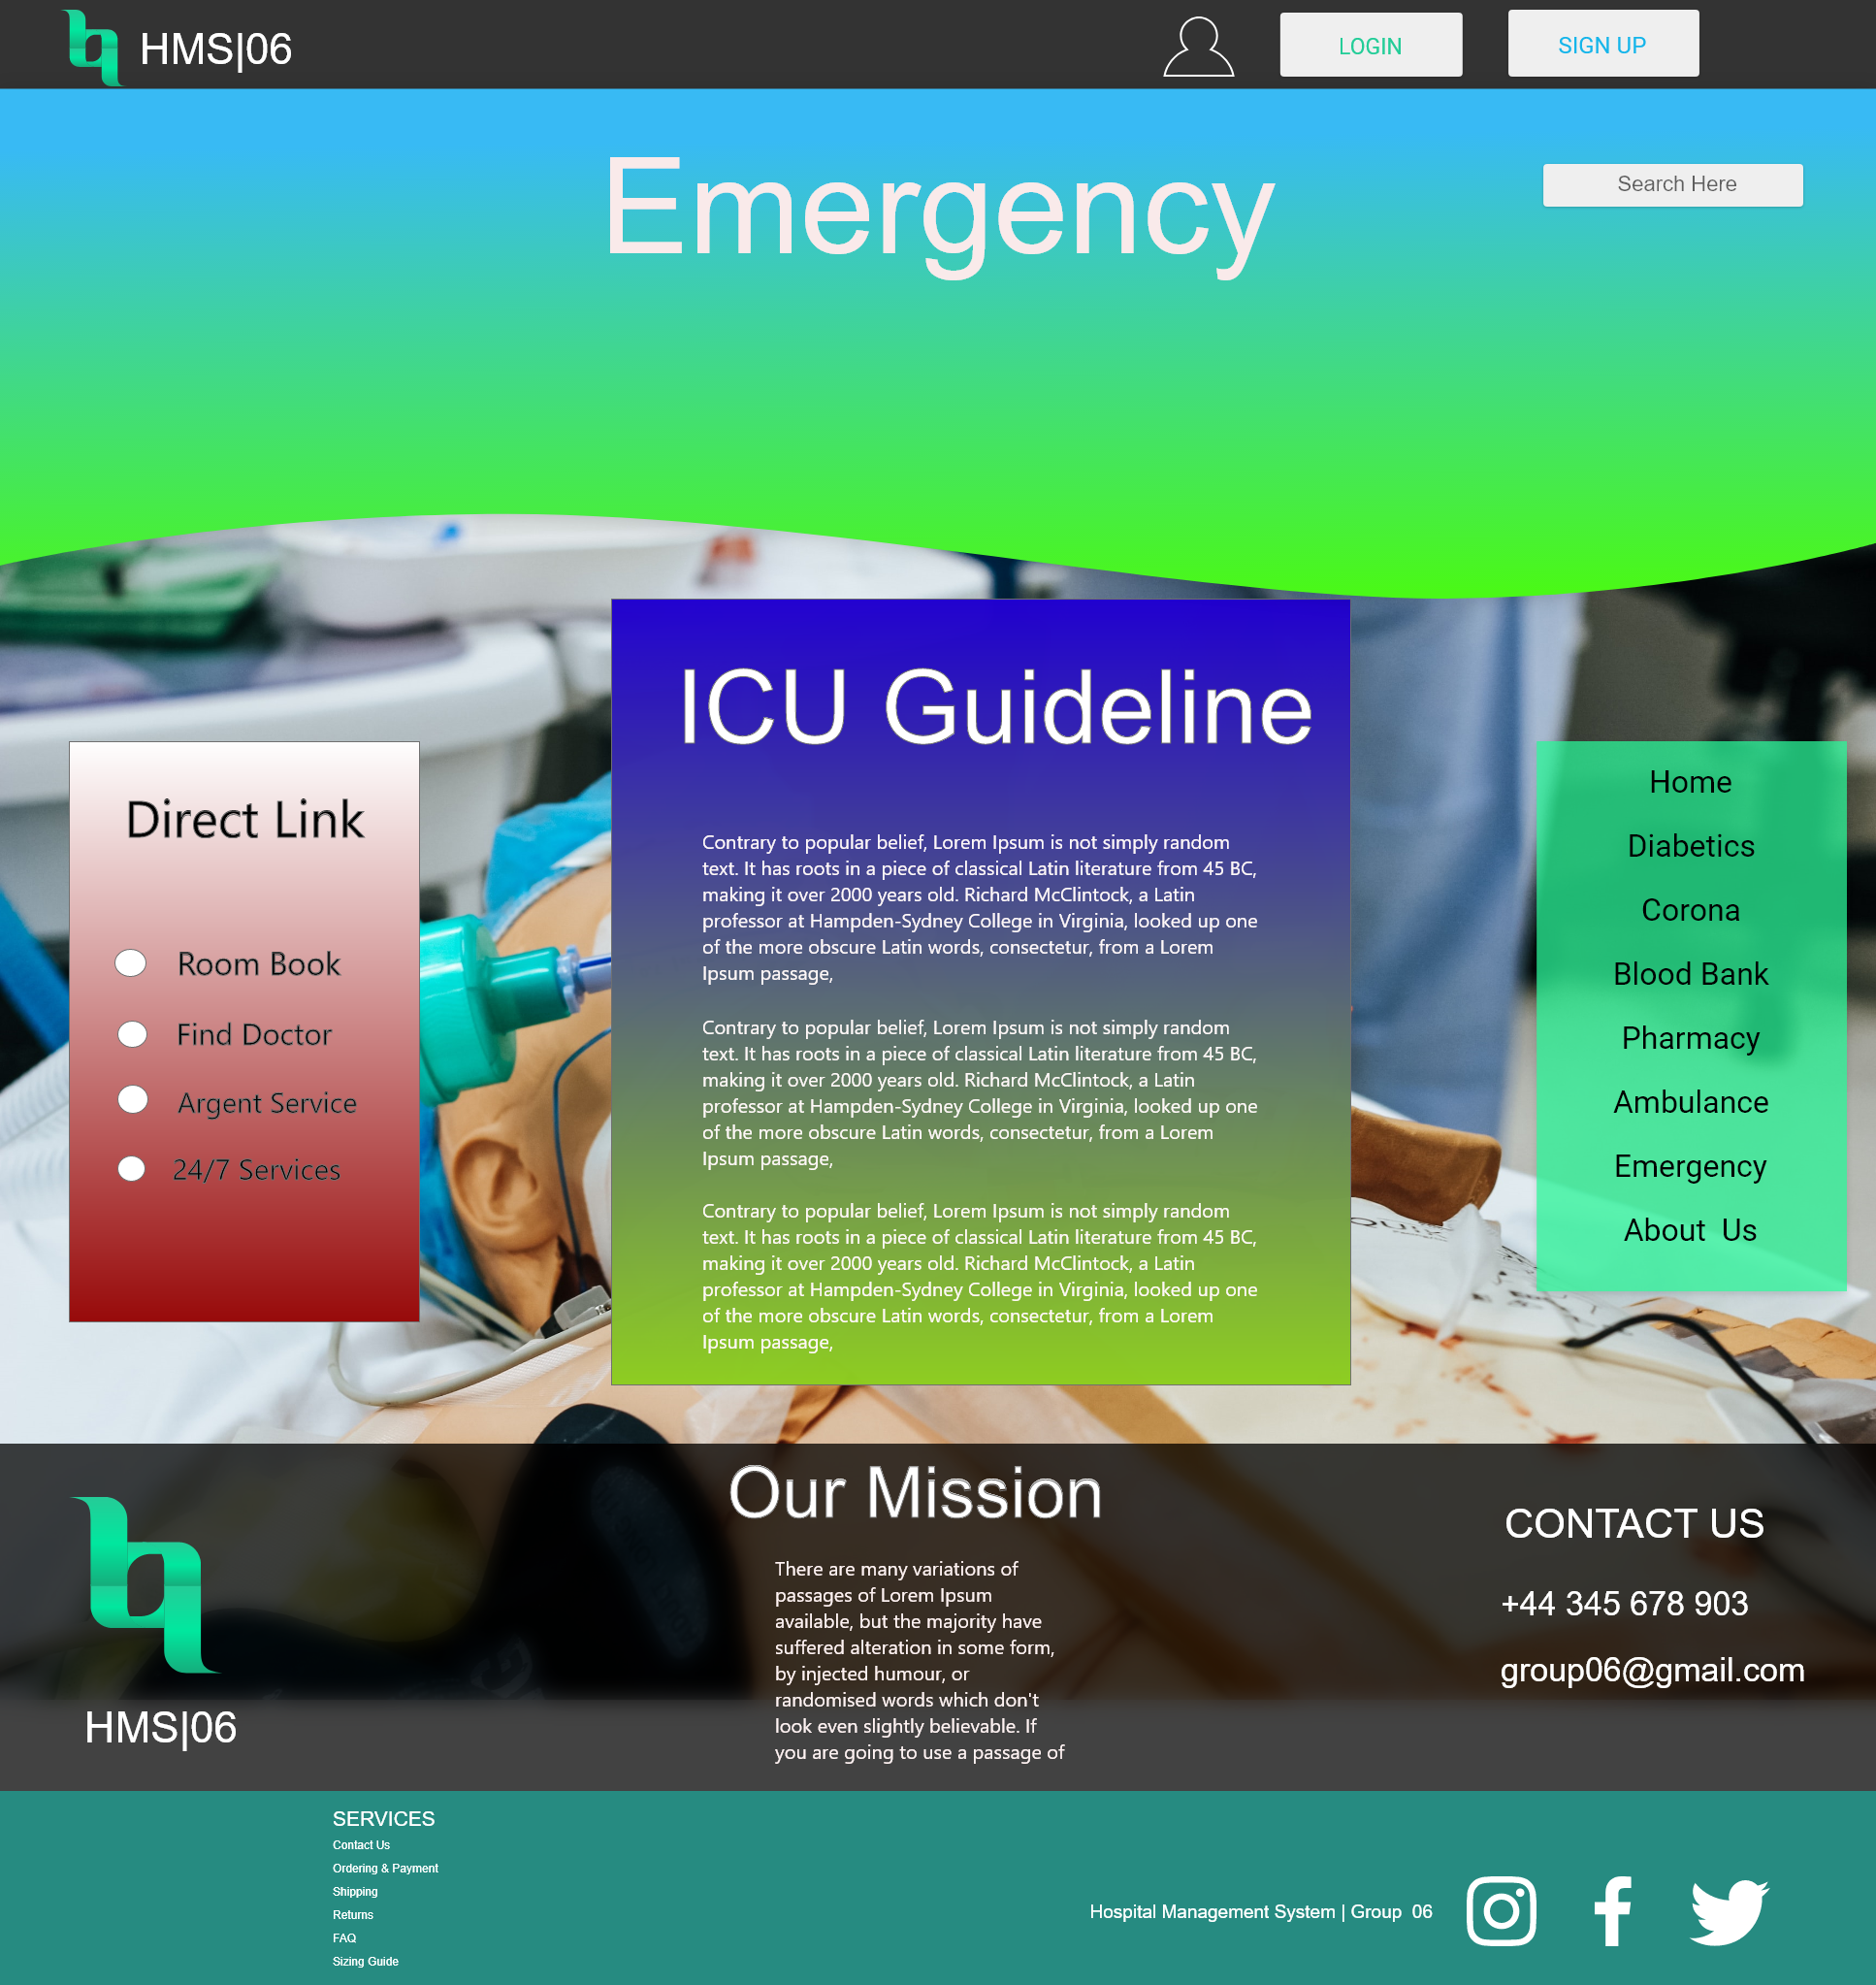 HMS|06
LOGIN
SIGN UP
Emergency
Search Here
ICU Guideline
Contrary to popular belief, Lorem Ipsum is not simply random
text. It has roots in a piece of classical Latin literature from 45 BC,
making it over 2000 years old. Richard McClintock, a Latin
professor at Hampden-Sydney College in Virginia, looked up one
of the more obscure Latin words, consectetur, from a Lorem
Ipsum passage,
Contrary to popular belief, Lorem Ipsum is not simply random
text. It has roots in a piece of classical Latin literature from 45 BC,
making it over 2000 years old. Richard McClintock, a Latin
professor at Hampden-Sydney College in Virginia, looked up one
of the more obscure Latin words, consectetur, from a Lorem
Ipsum passage,
Contrary to popular belief, Lorem Ipsum is not simply random
text. It has roots in a piece of classical Latin literature from 45 BC,
making it over 2000 years old. Richard McClintock, a Latin
professor at Hampden-Sydney College in Virginia, looked up one
of the more obscure Latin words, consectetur, from a Lorem
Ipsum passage,
Direct Link
Room Book
Find Doctor
Argent Service
24/7 Services
Home
Diabetics
Corona
Blood Bank
Pharmacy
Ambulance
Emergency
About Us
HMS|06
Our Mission
There are many variations of
passages of Lorem Ipsum
available, but the majority have
suffered alteration in some form,
by injected humour, or
randomised words which don't
look even slightly believable. If
you are going to use a passage of
CONTACT US
+44 345 678 903
group06@gmail.com
SERVICES
Contact Us
Ordering & Payment
Shipping
Returns
FAQ
Sizing Guide
Hospital Management System | Group 06